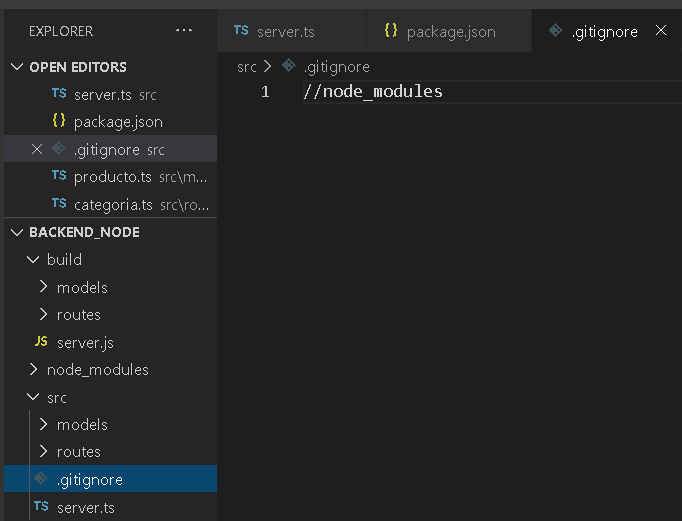 EXPLORER ...
TS server.ts
{} package.json
.gitignore
OPEN EDITORS
TS server.ts src
{} package.json
.gitignore src
TS producto.ts src\m...
TS categoria.ts src\ro...
src > .gitignore
1 //node_modules
BACKEND_NODE
build
models
routes
JS server.js
node_modules
src
models
routes
.gitignore
TS server.ts